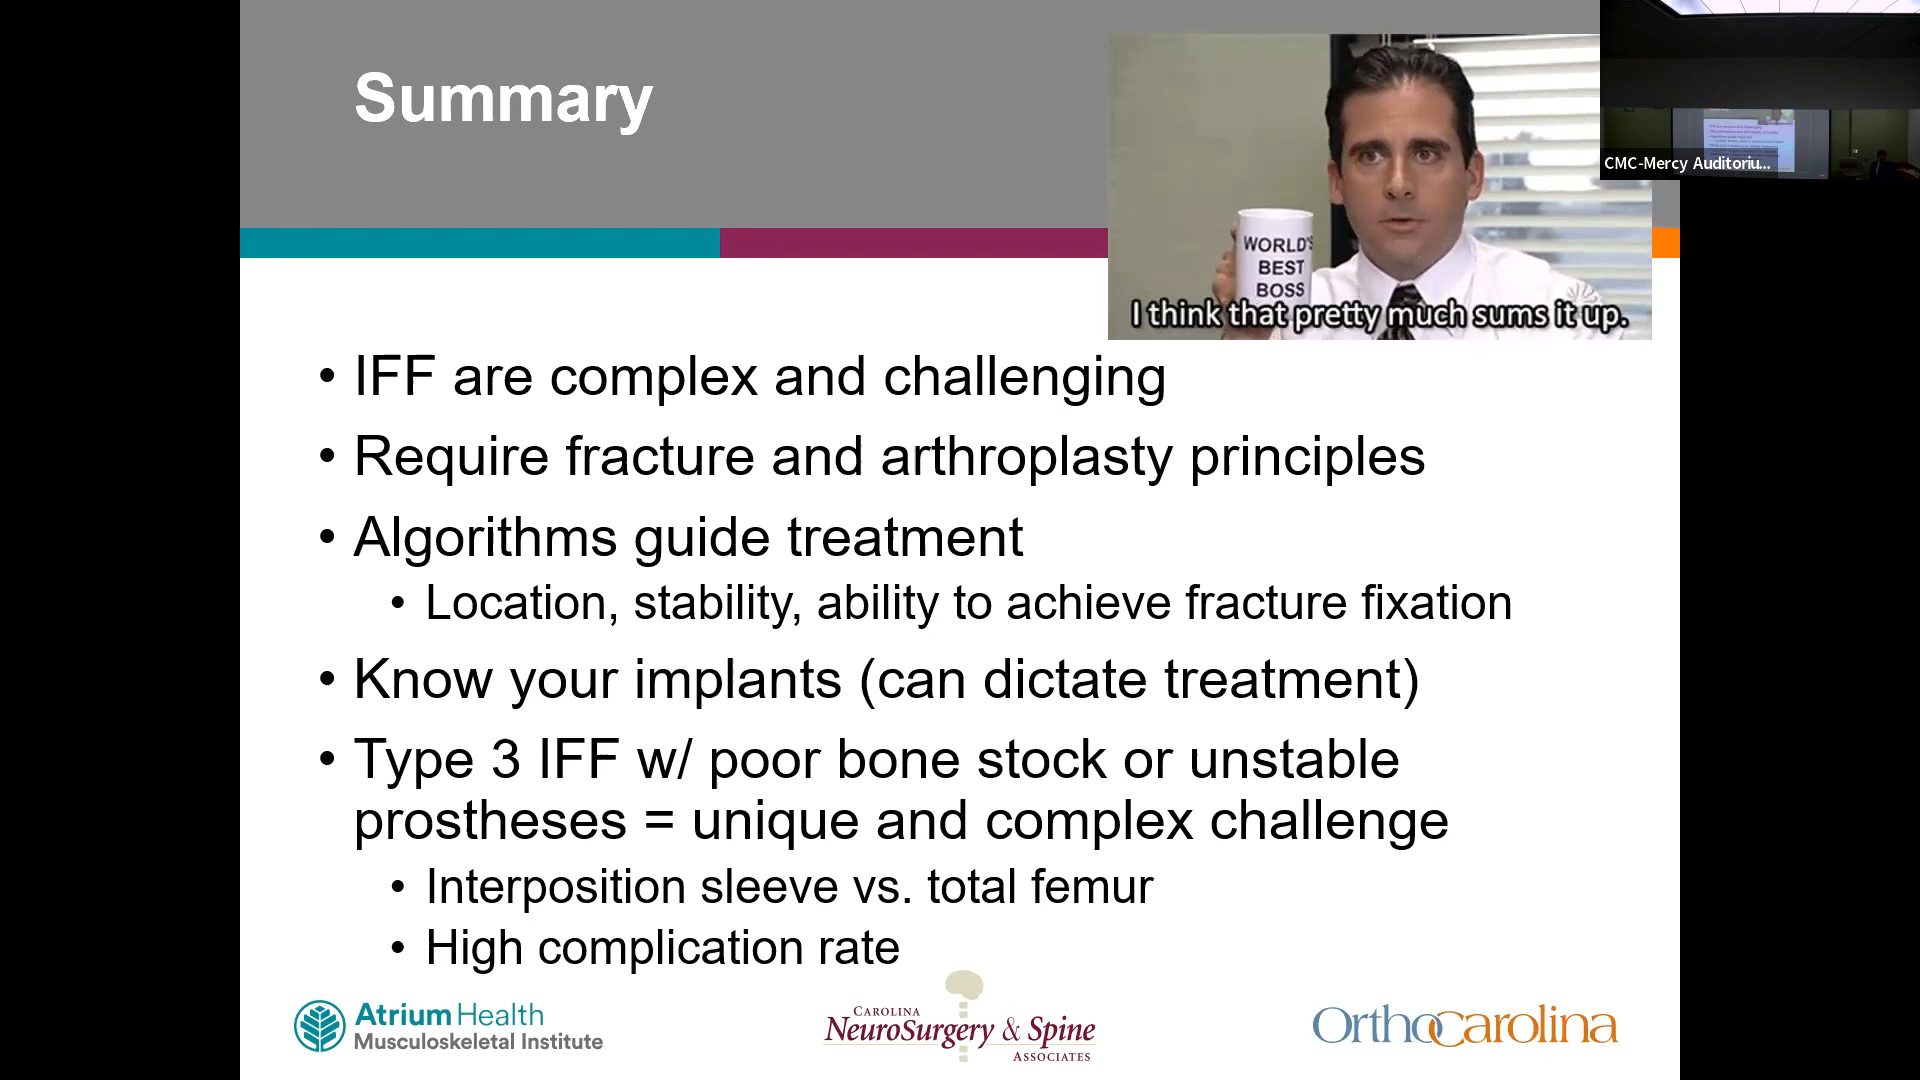 Summary
WORLD'S
BEST
BOSS
I think that pretty much sums it up.
CMC-Mercy Auditoriu...
• IFF are complex and challenging
• Require fracture and arthroplasty principles
• Algorithms guide treatment
• Location, stability, ability to achieve fracture fixation
• Know your implants (can dictate treatment)
• Type 3 IFF w/ poor bone stock or unstable
prostheses = unique and complex challenge
• Interposition sleeve vs. total femur
• High complication rate
Atrium Health
Musculoskeletal Institute
CAROLINA
NEUROSURGERY & SPINE
ASSOCIATES
OrthoCarolina